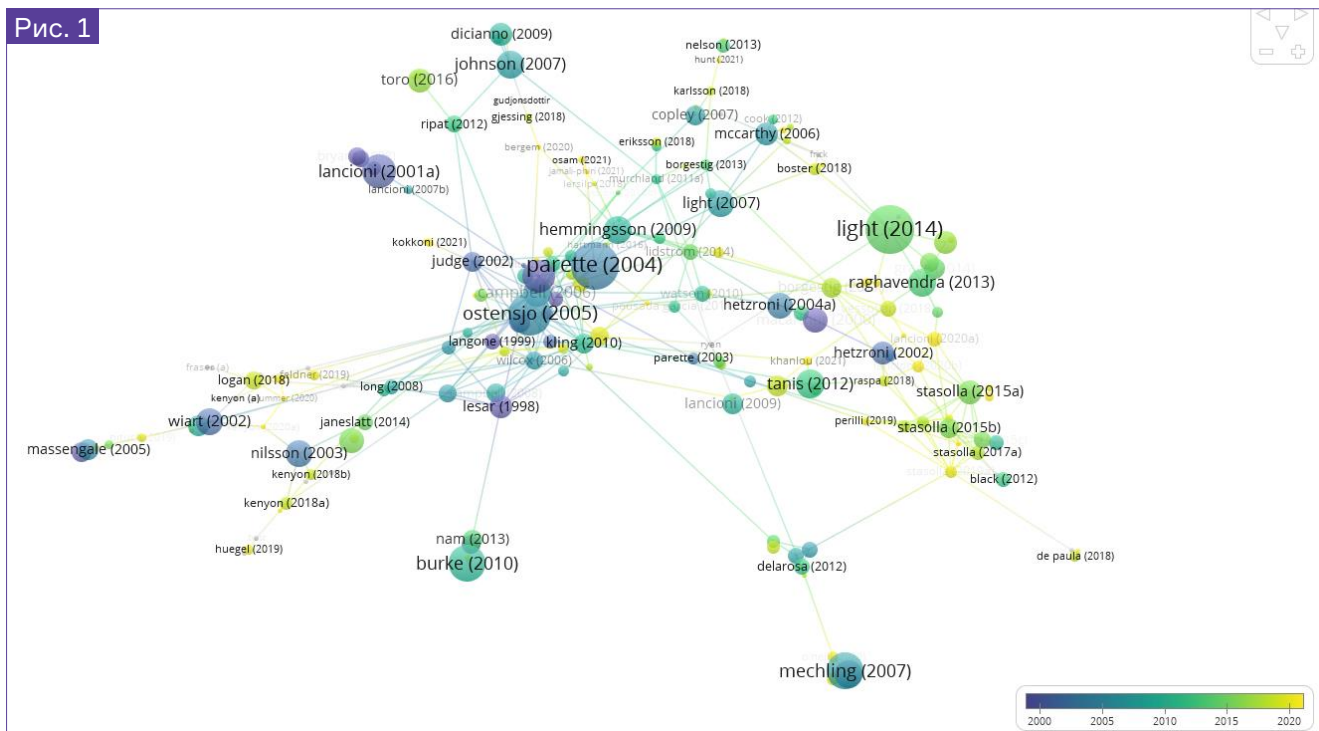 Рис. 1
dicianno (2009)
nelson (2013)
hunt (2021)
johnson (2007)
toro (2016)
karlsson (2018)
gudjonsdottir
gjessing (2018)
copley (2007)
cook (2012)
ripat (2012)
mccarthy (2006)
eriksson (2018)
bergem (2020)
osam (2021)
borgestig (2013)
boster (2018)
lancioni (2001a)
murchland (2011a)
lancioni (2007b)
light (2007)
hemmingsson (2009)
light (2014)
kokkoni (2021)
lidstrom (2014)
judge (2002)
parette (2004)
raghavendra (2013)
campbell (2006)
watson (2010)
hetzroni (2004a)
ostensjo (2005)
langone (1999)
kling (2010)
ryan
lancioni (2020a)
hetzroni (2002)
wilcox (2006)
parette (2003)
khanlou (2021)
logan (2018)
feldner (2019)
long (2008)
tanis (2012)
raspa (2018)
stasolla (2015a)
kenyon (a)
lancioni (2009)
lesar (1998)
wiart (2002)
janeslatt (2014)
perilli (2019)
stasolla (2015b)
massengale (2005)
nilsson (2003)
stasolla (2017a)
kenyon (2018b)
black (2012)
kenyon (2018a)
nam (2013)
huegel (2019)
burke (2010)
delarosa (2012)
de paula (2018)
mechling (2007)
2000 2005 2010 2015 2020